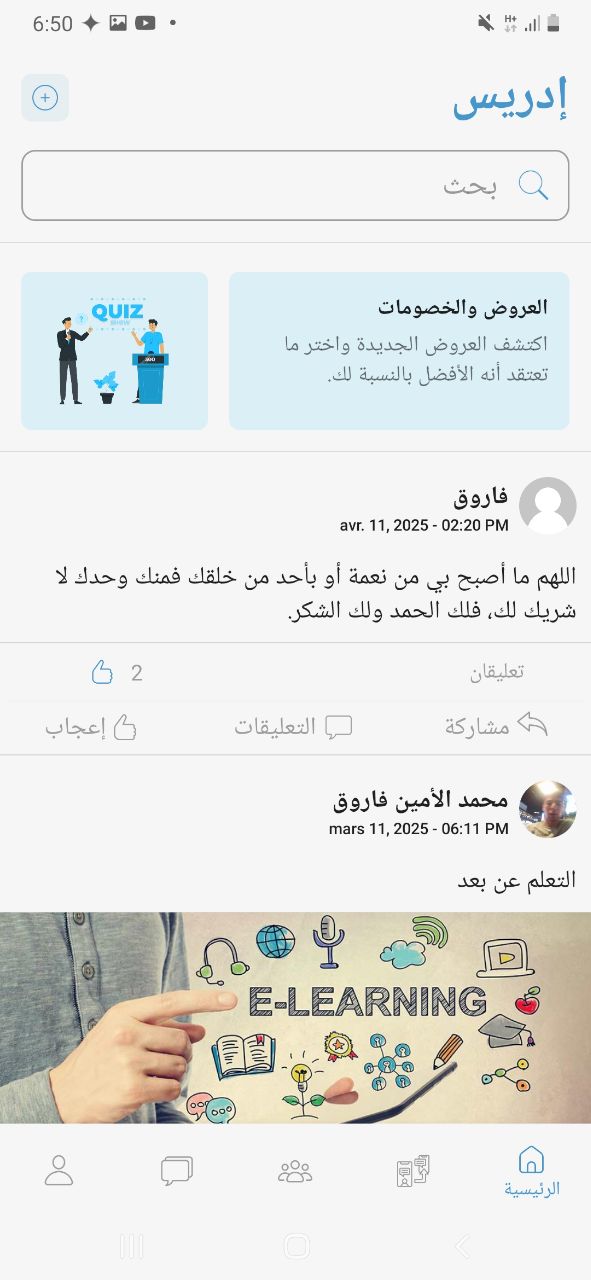 6:50
H+
إدريس
بحث
العروض والخصومات
اكتشف العروض الجديدة واختر ما
تعتقد أنه الأفضل بالنسبة لك.
QUIZ
SHOW
فاروق
avr. 11, 2025 - 02:20 PM
اللهم ما أصبح بي من نعمة أو بأحد من خلقك فمنك وحدك لا
شريك لك، فلك الحمد ولك الشكر.
تعليقان
2
مشاركة
التعليقات
إعجاب
محمد الأمين فاروق
mars 11, 2025 - 06:11 PM
التعلم عن بعد
E-LEARNING
الرئيسية